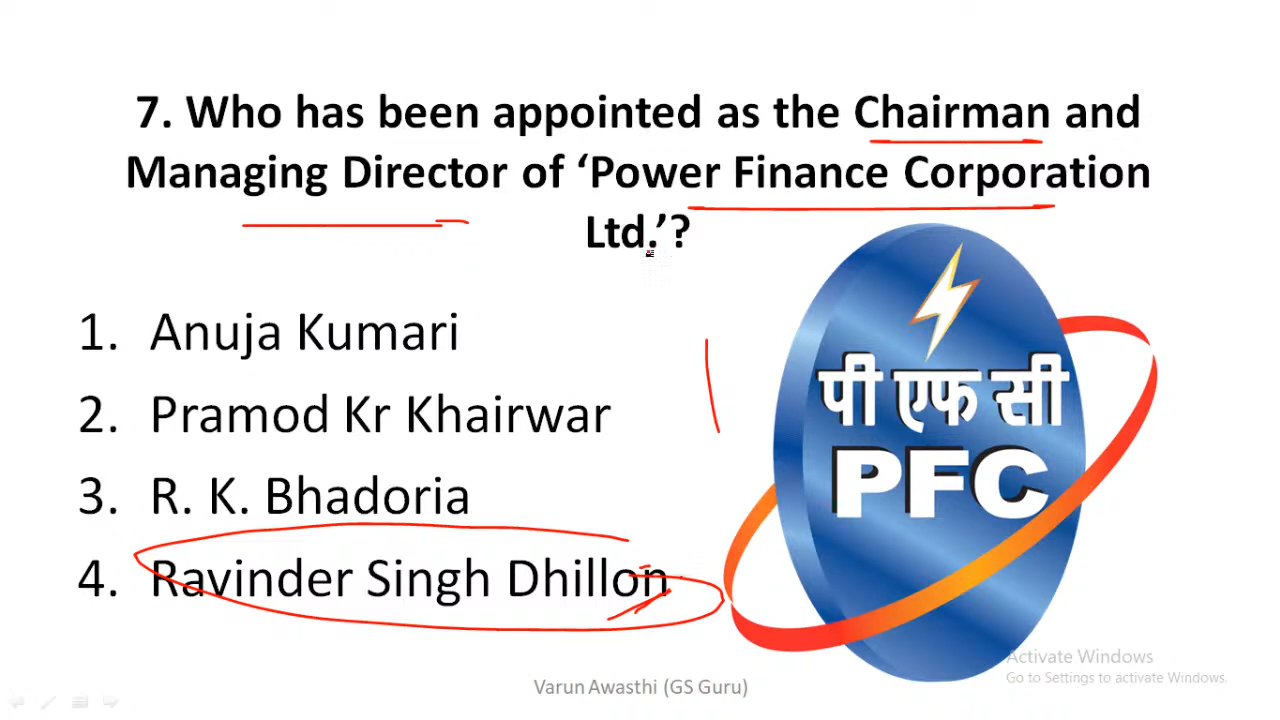 7. Who has been appointed as the Chairman and
Managing Director of ‘Power Finance Corporation
Ltd.’?
1. Anuja Kumari
2. Pramod Kr Khairwar
3. R. K. Bhadoria
4. Ravinder Singh Dhillon
पी एफ सी
PFC
Activate Windows
Go to Settings to activate Windows.
Varun Awasthi (GS Guru)